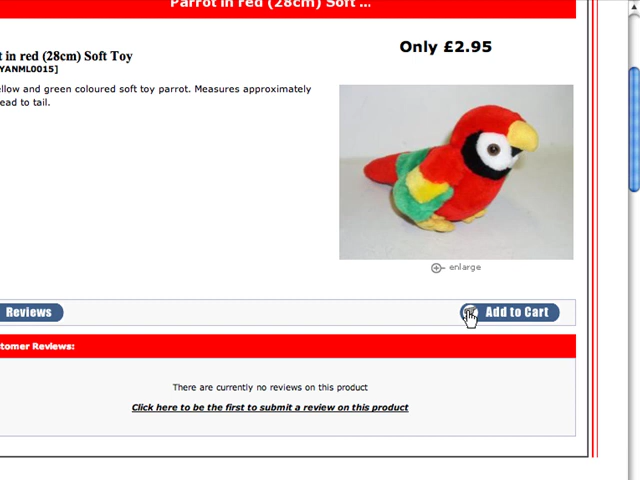 Parrot in red (28cm) Soft ...
Only £2.95
t in red (28cm) Soft Toy
YANML0015]
ellow and green coloured soft toy parrot. Measures approximately
ead to tail.
enlarge
Reviews
Add to Cart
tomer Reviews:
There are currently no reviews on this product
Click here to be the first to submit a review on this product